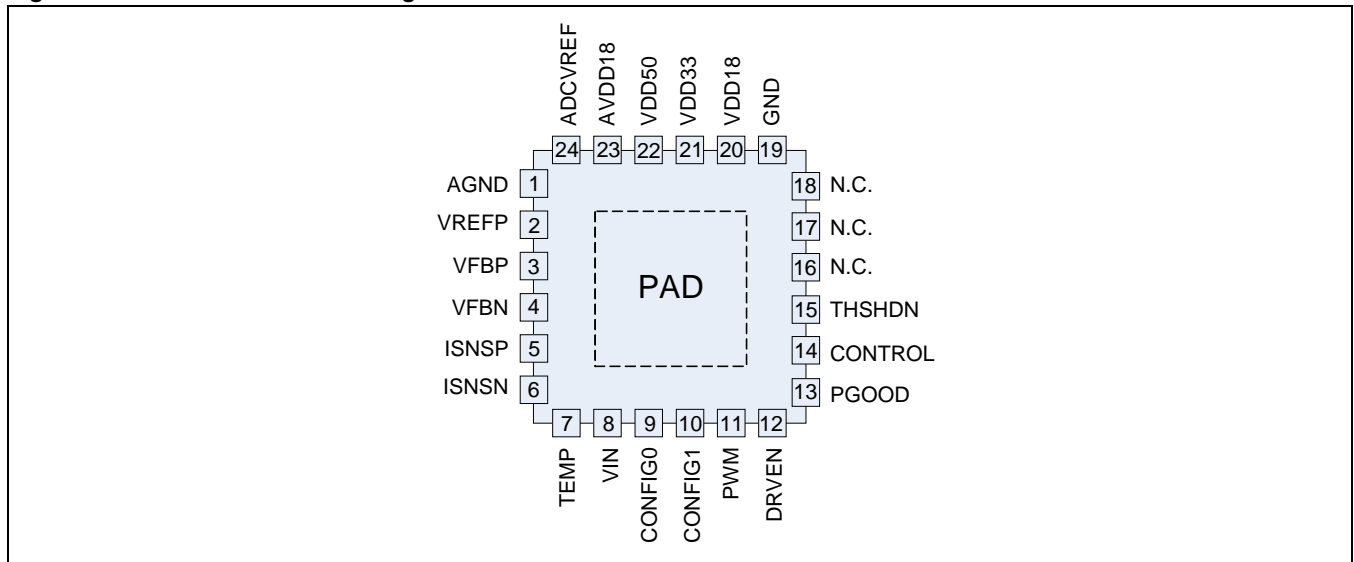 ADCVREF
AVDD18
VDD50
VDD33
VDD18
GND
24
23
22
21
20
19
AGND 1
VREFP 2
VFBP 3
VFBN 4
ISNSP 5
ISNSN 6
PAD
18 N.C.
17 N.C.
16 N.C.
15 THSHDN
14 CONTROL
13 PGOOD
7
8
9
10
11
12
TEMP
VIN
CONFIG0
CONFIG1
PWM
DRVEN